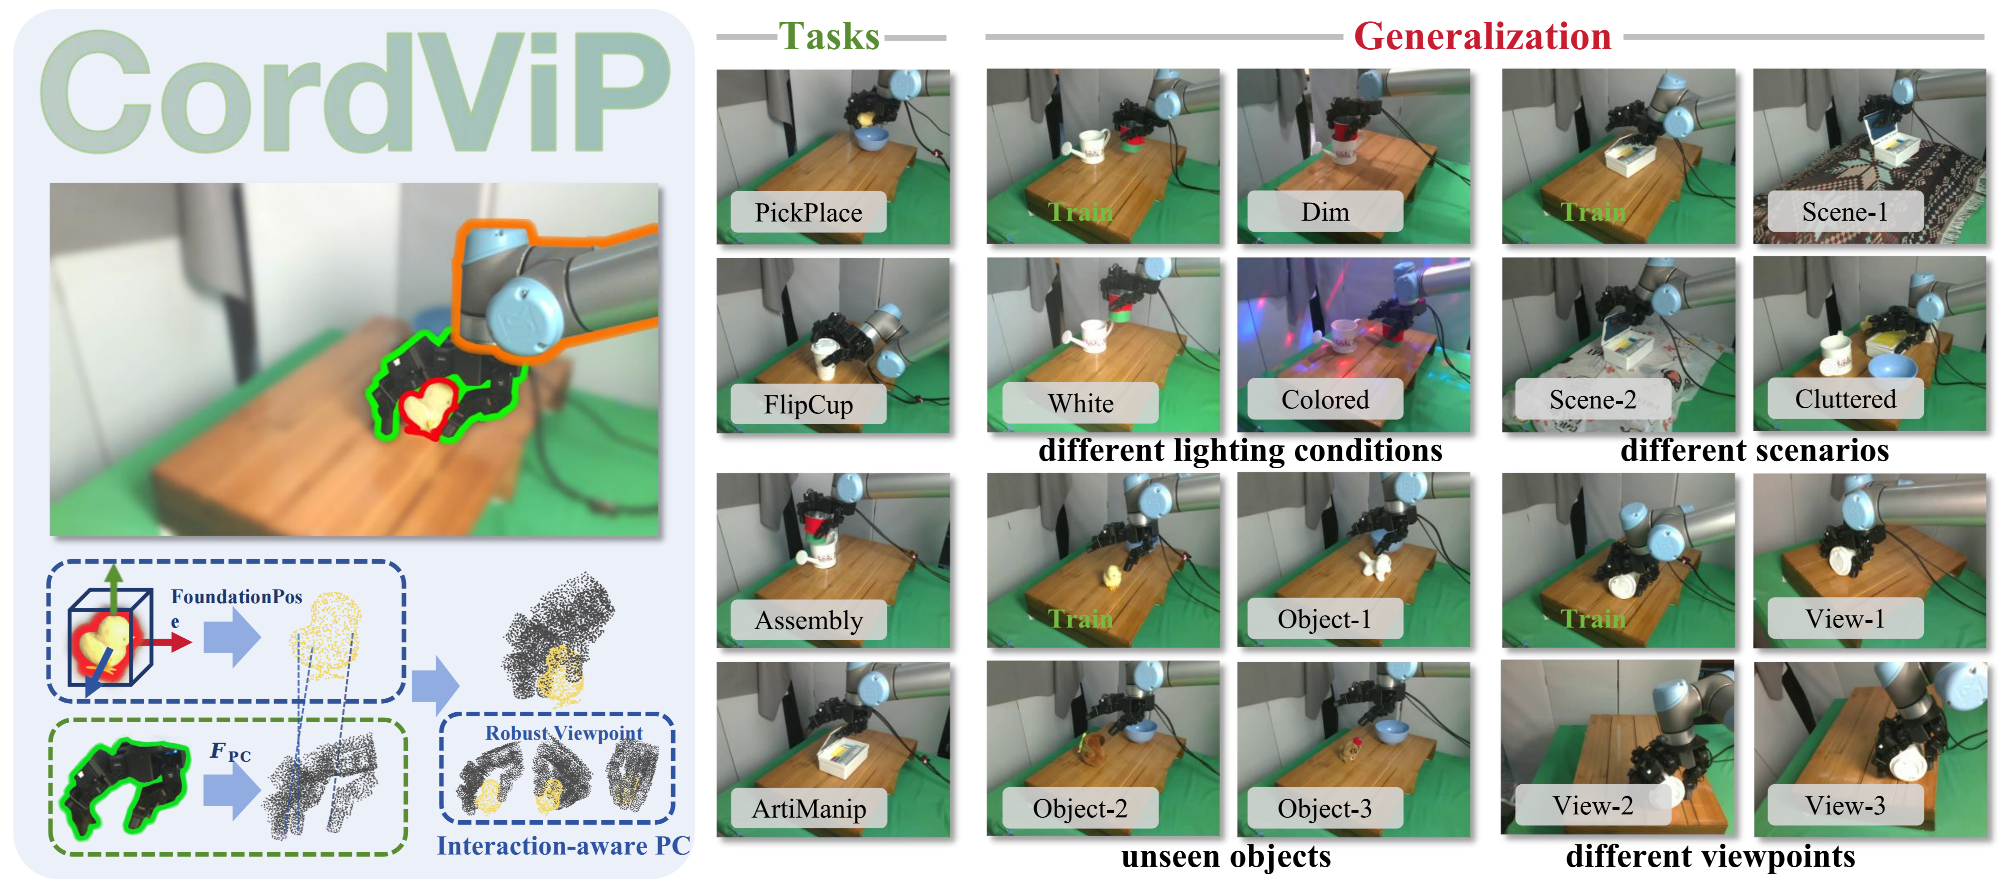 CordViP
FoundationPos
e
F PC
Robust Viewpoint
Interaction-aware PC
Tasks
PickPlace
FlipCup
Assembly
ArtiManip
Generalization
Train
Dim
White
Colored
different lighting conditions
Train
Scene-1
Scene-2
Cluttered
different scenarios
Train
Object-1
Object-2
Object-3
unseen objects
Train
View-1
View-2
View-3
different viewpoints